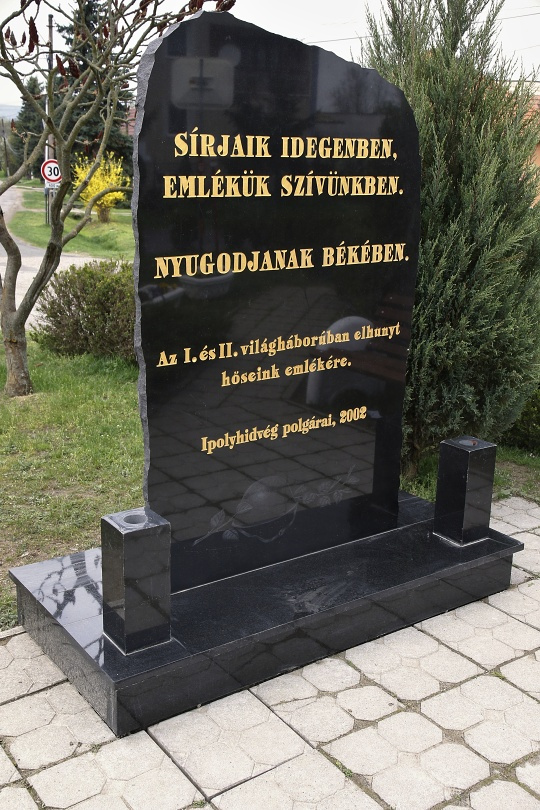 SÍRJAIK IDEGENBEN,
EMLÉKÜK SZÍVÜNKBEN.
NYUGODJANAK BÉKÉBEN.
Az I. és II. világháborúban elhunyt
hőseink emlékére.
Ipolyhidvég polgárai, 2002
30